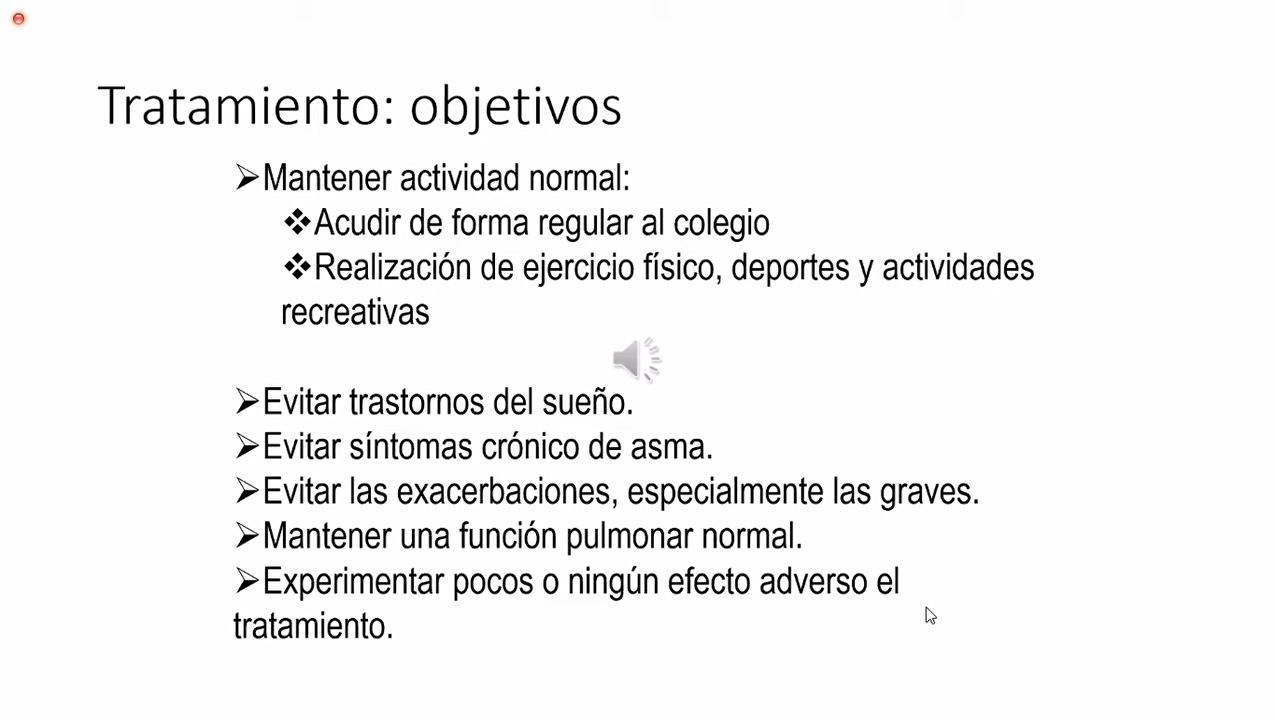 Tratamiento: objetivos
➢Mantener actividad normal:
❖Acudir de forma regular al colegio
❖Realización de ejercicio físico, deportes y actividades
recreativas
➢Evitar trastornos del sueño.
➢Evitar síntomas crónico de asma.
➢Evitar las exacerbaciones, especialmente las graves.
➢Mantener una función pulmonar normal.
➢Experimentar pocos o ningún efecto adverso el
tratamiento.